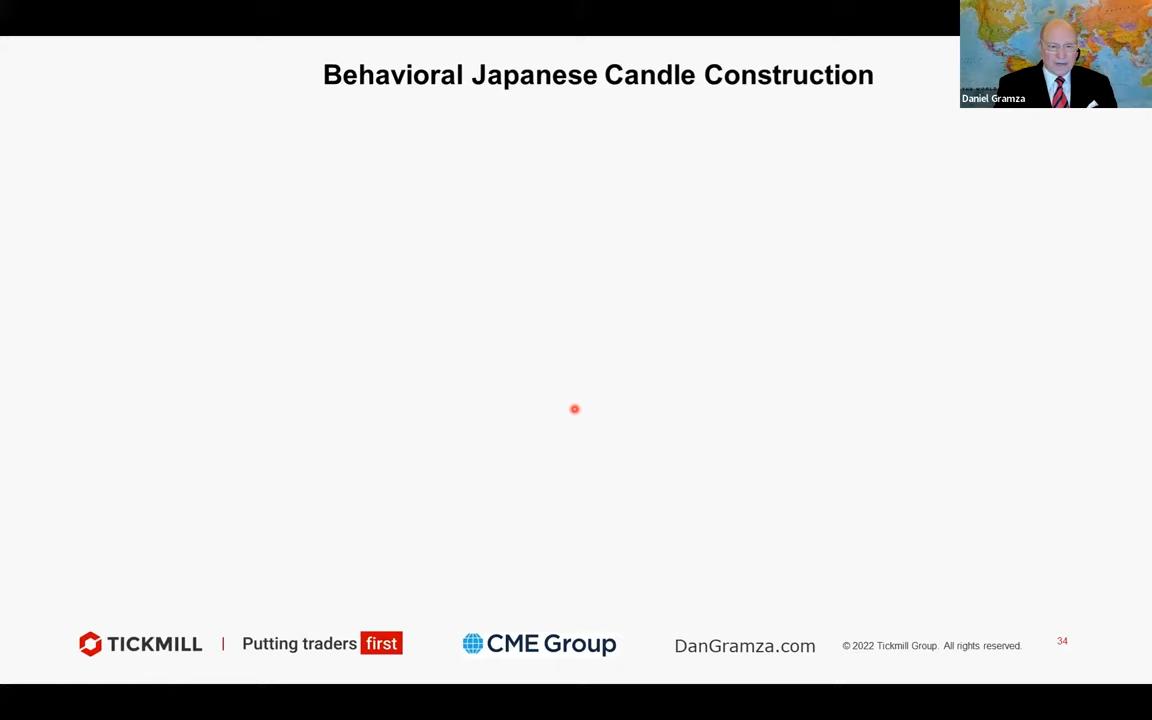 Behavioral Japanese Candle Construction
Daniel Gramza
TICKMILL | Putting traders first
CME Group
DanGramza.com
© 2022 Tickmill Group. All rights reserved.
34